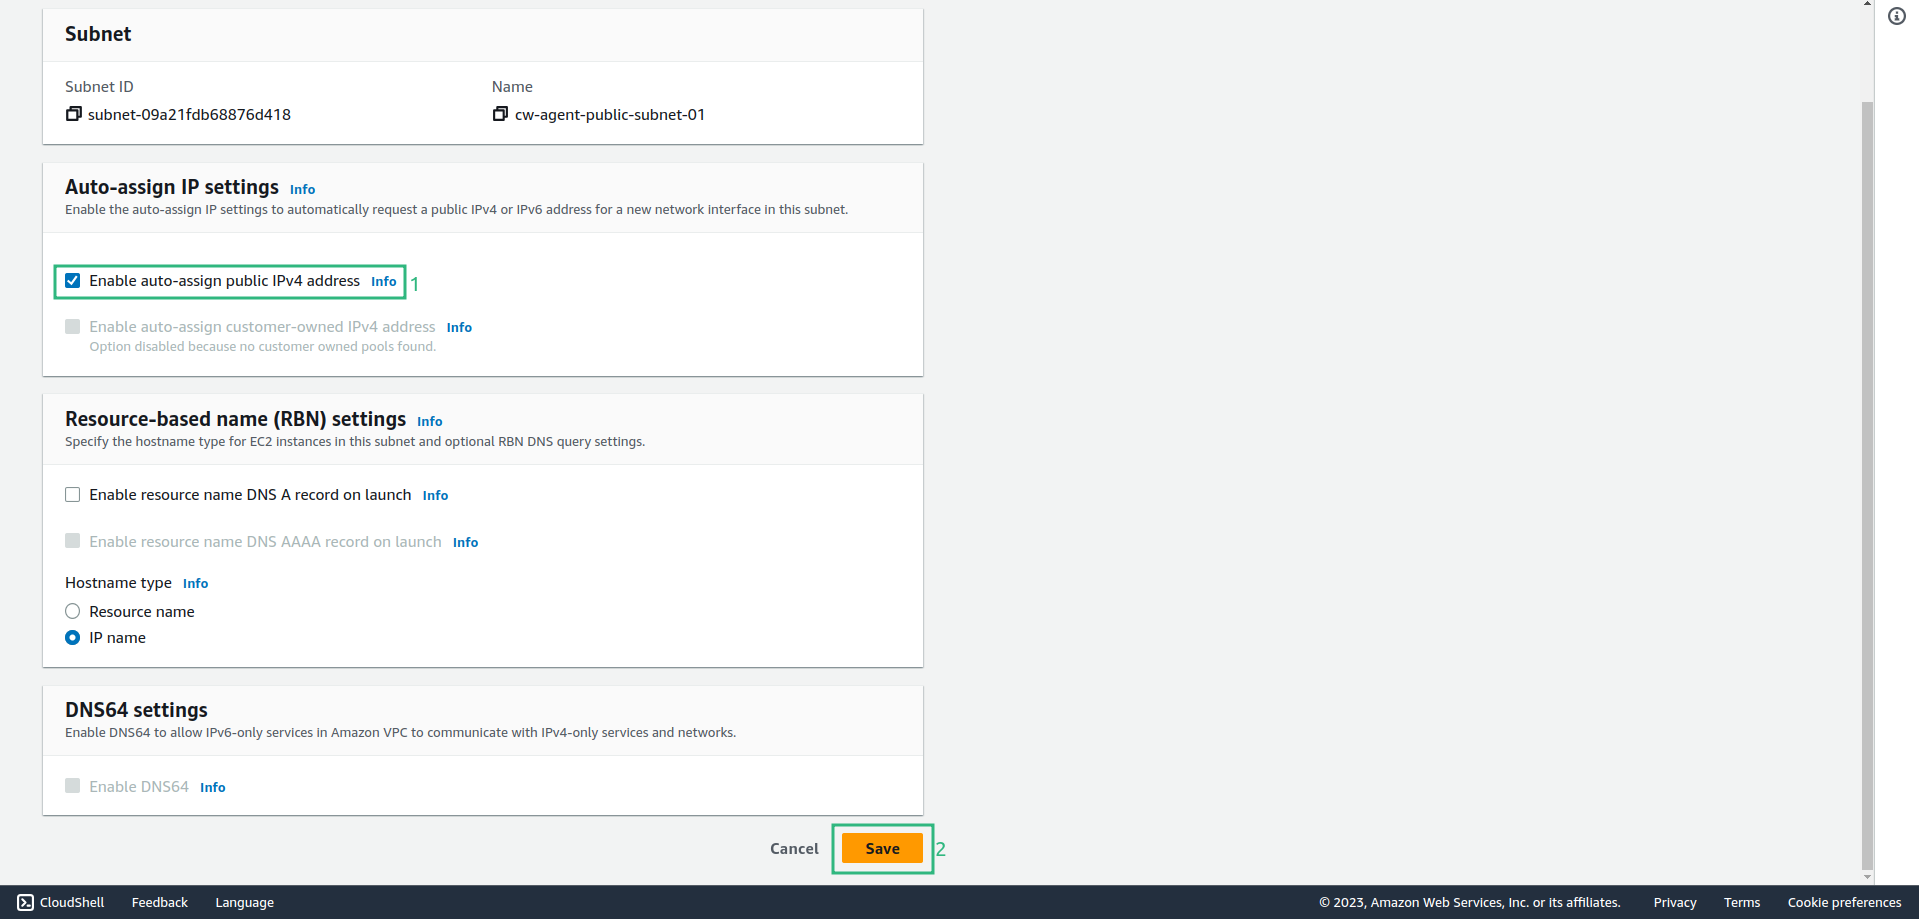 Subnet
Subnet ID
Name
subnet-09a21fdb68876d418
cw-agent-public-subnet-01
Auto-assign IP settings Info
Enable the auto-assign IP settings to automatically request a public IPv4 or IPv6 address for a new network interface in this subnet.
Enable auto-assign public IPv4 address Info 1
Enable auto-assign customer-owned IPv4 address Info
Option disabled because no customer owned pools found.
Resource-based name (RBN) settings Info
Specify the hostname type for EC2 instances in this subnet and optional RBN DNS query settings.
Enable resource name DNS A record on launch Info
Enable resource name DNS AAAA record on launch Info
Hostname type Info
Resource name
IP name
DNS64 settings
Enable DNS64 to allow IPv6-only services in Amazon VPC to communicate with IPv4-only services and networks.
Enable DNS64 Info
Cancel Save 2
CloudShell Feedback Language © 2023, Amazon Web Services, Inc. or its affiliates. Privacy Terms Cookie preferences